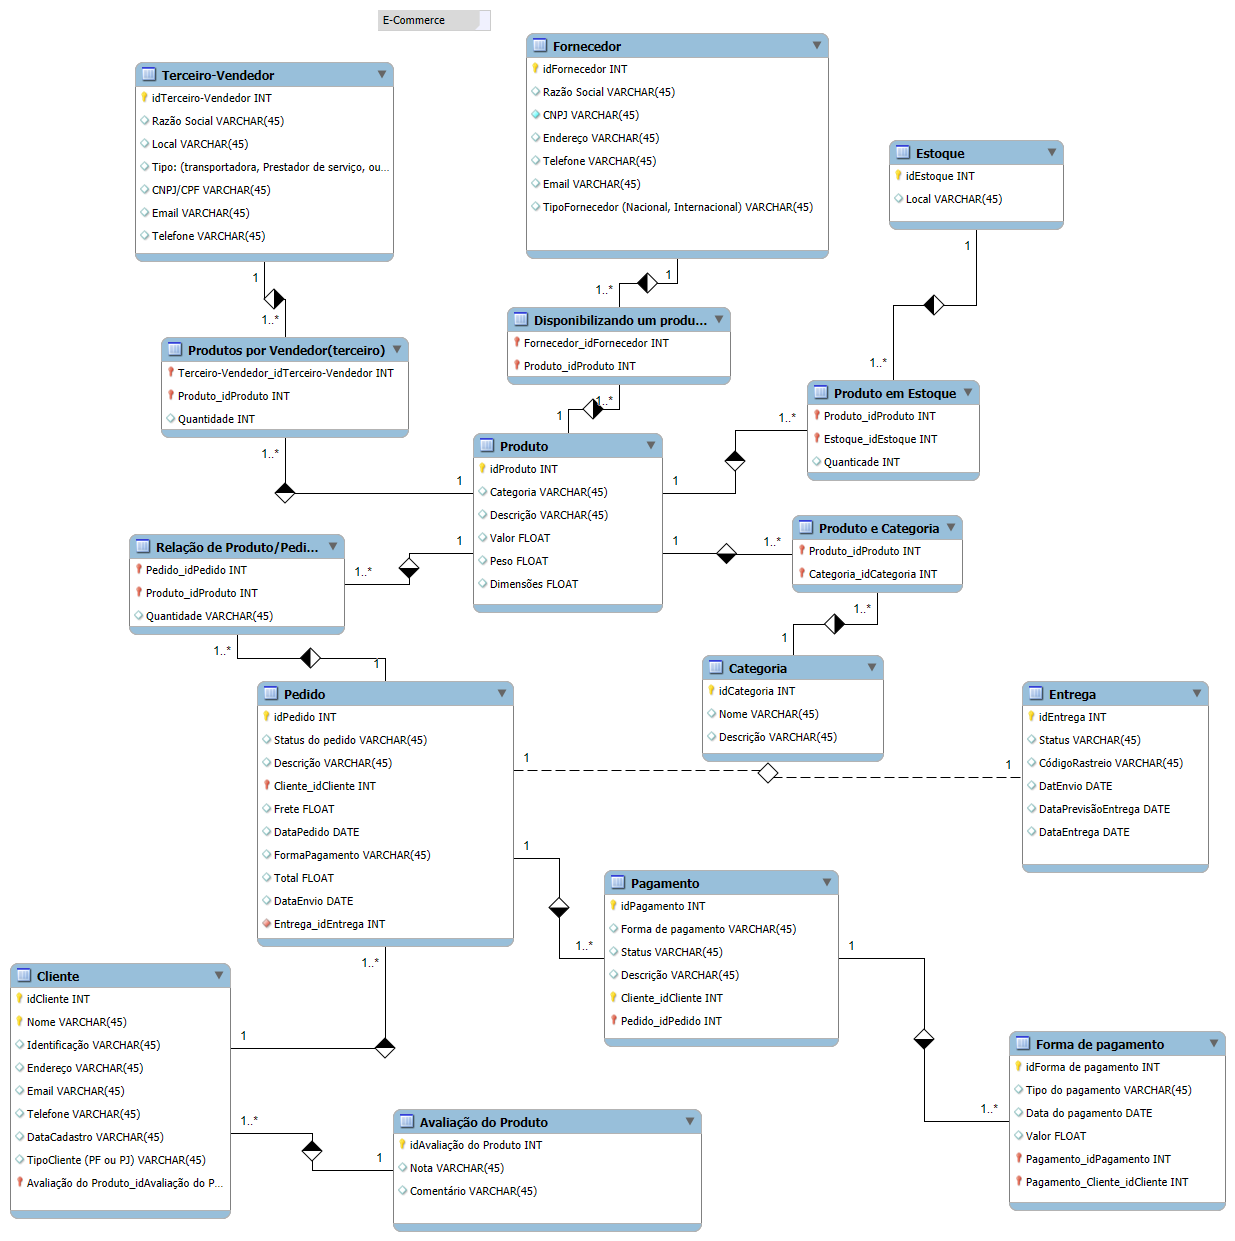 E-Commerce
Terceiro-Vendedor
idTerceiro-Vendedor INT
Razão Social VARCHAR(45)
Local VARCHAR(45)
Tipo: (transportadora, Prestador de serviço, ou...
CNPJ/CPF VARCHAR(45)
Email VARCHAR(45)
Telefone VARCHAR(45)
1
1..*
Fornecedor
idFornecedor INT
Razão Social VARCHAR(45)
CNPJ VARCHAR(45)
Endereço VARCHAR(45)
Telefone VARCHAR(45)
Email VARCHAR(45)
TipoFornecedor (Nacional, Internacional) VARCHAR(45)
1
1..*
Estoque
idEstoque INT
Local VARCHAR(45)
1
1..*
Produtos por Vendedor(terceiro)
Terceiro-Vendedor_idTerceiro-Vendedor INT
Produto_idProduto INT
Quantidade INT
1..*
1
Disponibilizando um produ...
Fornecedor_idFornecedor INT
Produto_idProduto INT
1..*
1
Produto em Estoque
Produto_idProduto INT
Estoque_idEstoque INT
Quanticade INT
1..*
1
Produto
idProduto INT
Categoria VARCHAR(45)
Descrição VARCHAR(45)
Valor FLOAT
Peso FLOAT
Dimensões FLOAT
1
1..*
1
1..*
Produto e Categoria
Produto_idProduto INT
Categoria_idCategoria INT
1..*
1
Relação de Produto/Pedi...
Pedido_idPedido INT
Produto_idProduto INT
Quantidade VARCHAR(45)
1..*
1
Categoria
idCategoria INT
Nome VARCHAR(45)
Descrição VARCHAR(45)
Pedido
idPedido INT
Status do pedido VARCHAR(45)
Descrição VARCHAR(45)
Cliente_idCliente INT
Frete FLOAT
DataPedido DATE
FormaPagamento VARCHAR(45)
Total FLOAT
DataEnvio DATE
Entrega_idEntrega INT
1
1
Entrega
idEntrega INT
Status VARCHAR(45)
CódigoRastreio VARCHAR(45)
DatEnvio DATE
DataPrevisãoEntrega DATE
DataEntrega DATE
1
1..*
Pagamento
idPagamento INT
Forma de pagamento VARCHAR(45)
Status VARCHAR(45)
Descrição VARCHAR(45)
Cliente_idCliente INT
Pedido_idPedido INT
1
1..*
1..*
1
Cliente
idCliente INT
Nome VARCHAR(45)
Identificação VARCHAR(45)
Endereço VARCHAR(45)
Email VARCHAR(45)
Telefone VARCHAR(45)
DataCadastro VARCHAR(45)
TipoCliente (PF ou PJ) VARCHAR(45)
Avaliação do Produto_idAvaliação do P...
1..*
1
Avaliação do Produto
idAvaliação do Produto INT
Nota VARCHAR(45)
Comentário VARCHAR(45)
Forma de pagamento
idForma de pagamento INT
Tipo do pagamento VARCHAR(45)
Data do pagamento DATE
Valor FLOAT
Pagamento_idPagamento INT
Pagamento_Cliente_idCliente INT